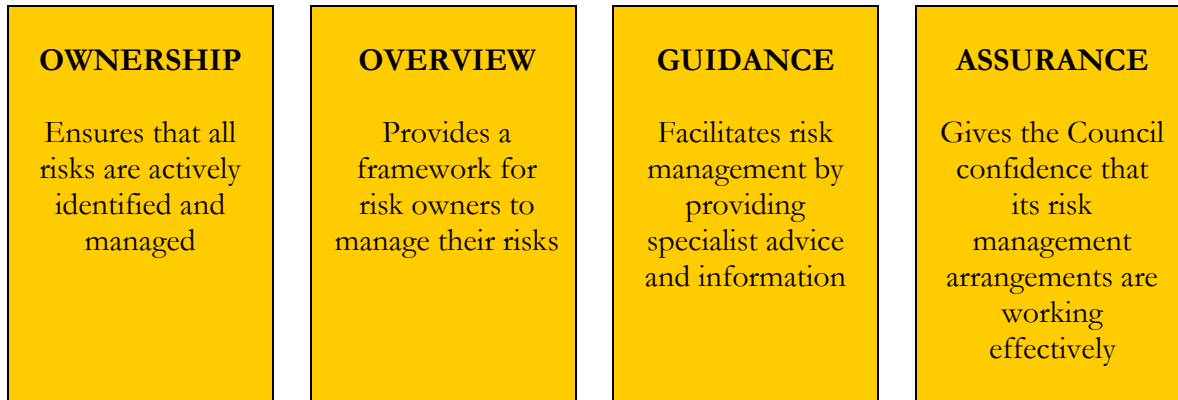 OWNERSHIP
Ensures that all
risks are actively
identified and
managed
OVERVIEW
Provides a
framework for
risk owners to
manage their risks
GUIDANCE
Facilitates risk
management by
providing
specialist advice
and information
ASSURANCE
Gives the Council
confidence that
its risk
management
arrangements are
working
effectively